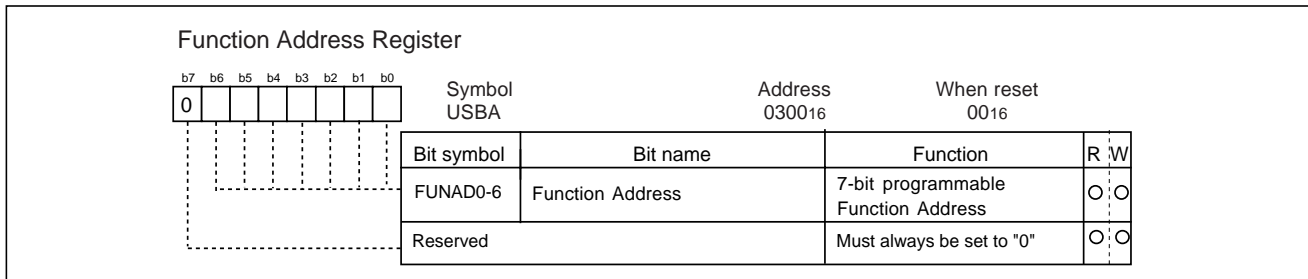 Function Address Register
b7 b6 b5 b4 b3 b2 b1 b0
0
Symbol Address When reset
USBA 030016 0016
Bit symbol Bit name Function R W
FUNAD0-6 Function Address 7-bit programmable Function Address O O
Reserved Must always be set to "0" O O